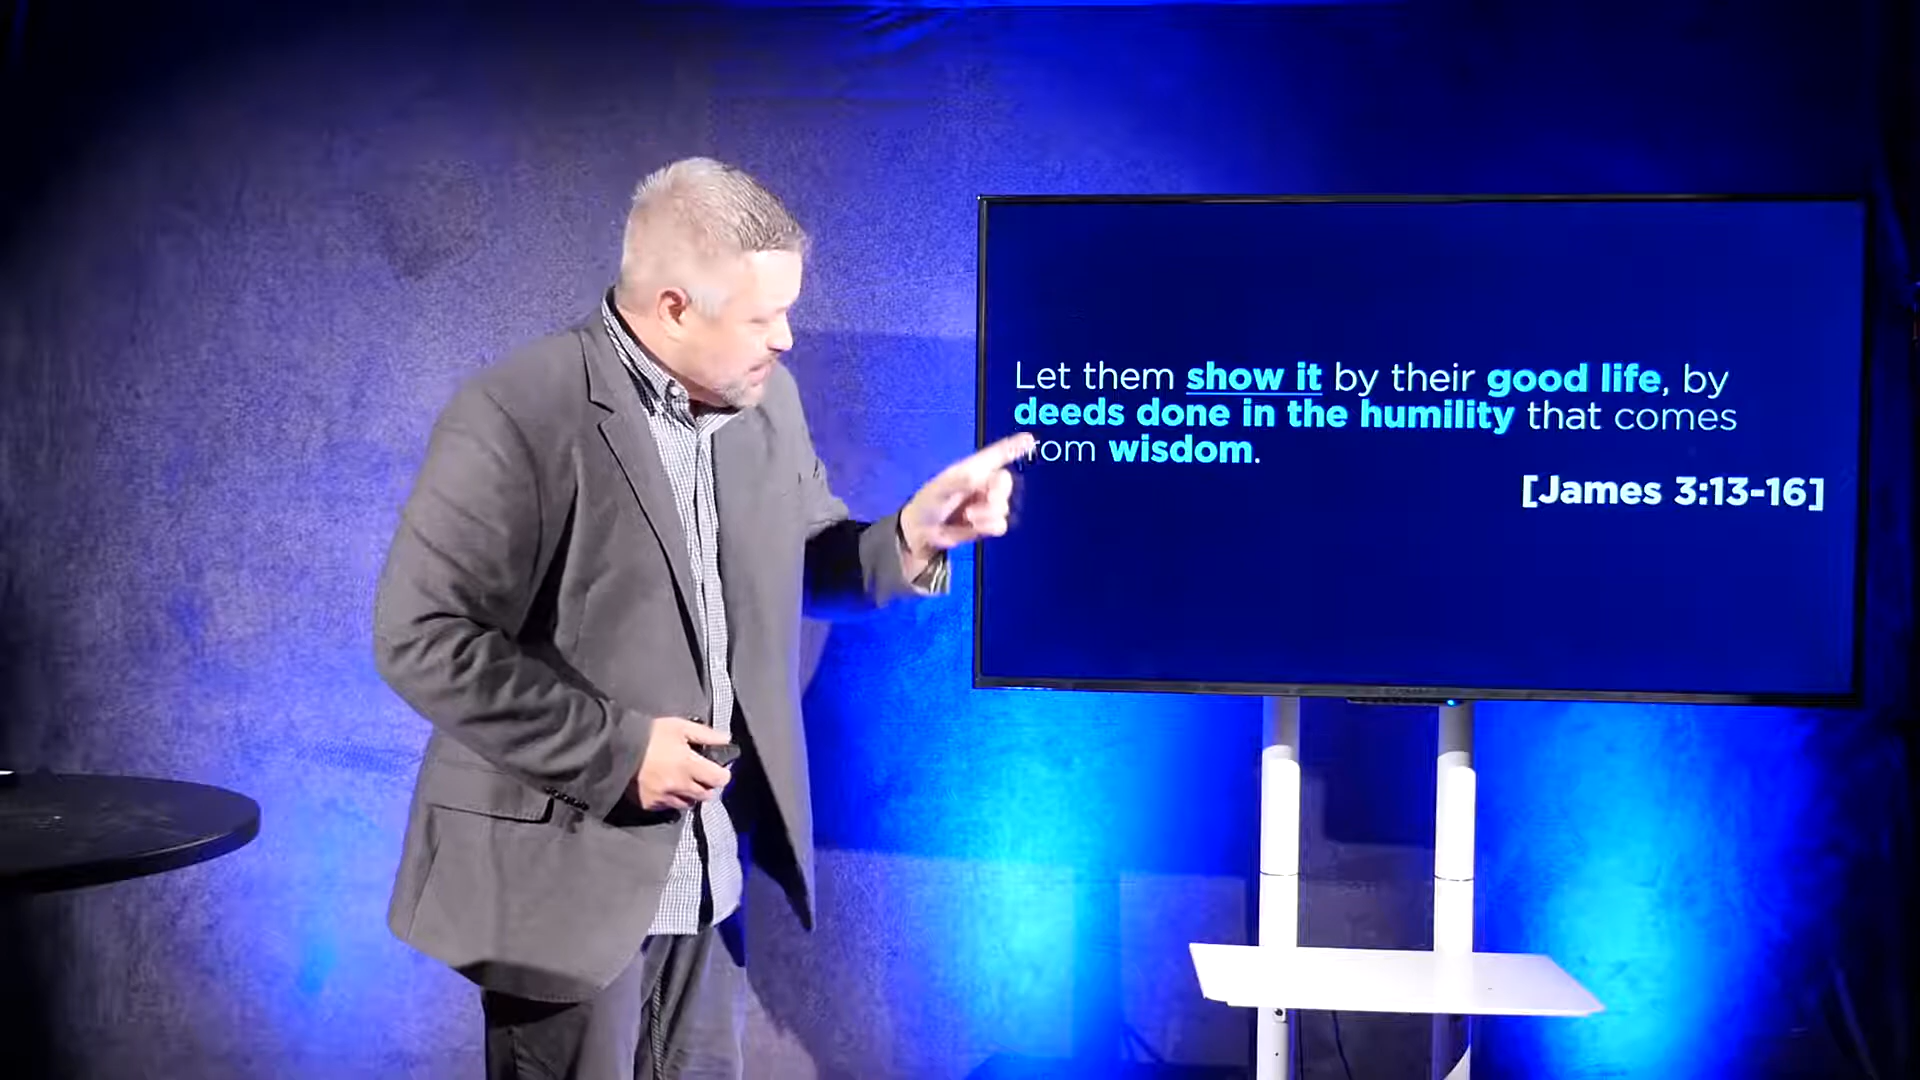 Let them show it by their good life, by
deeds done in the humility that comes
from wisdom.
[James 3:13-16]